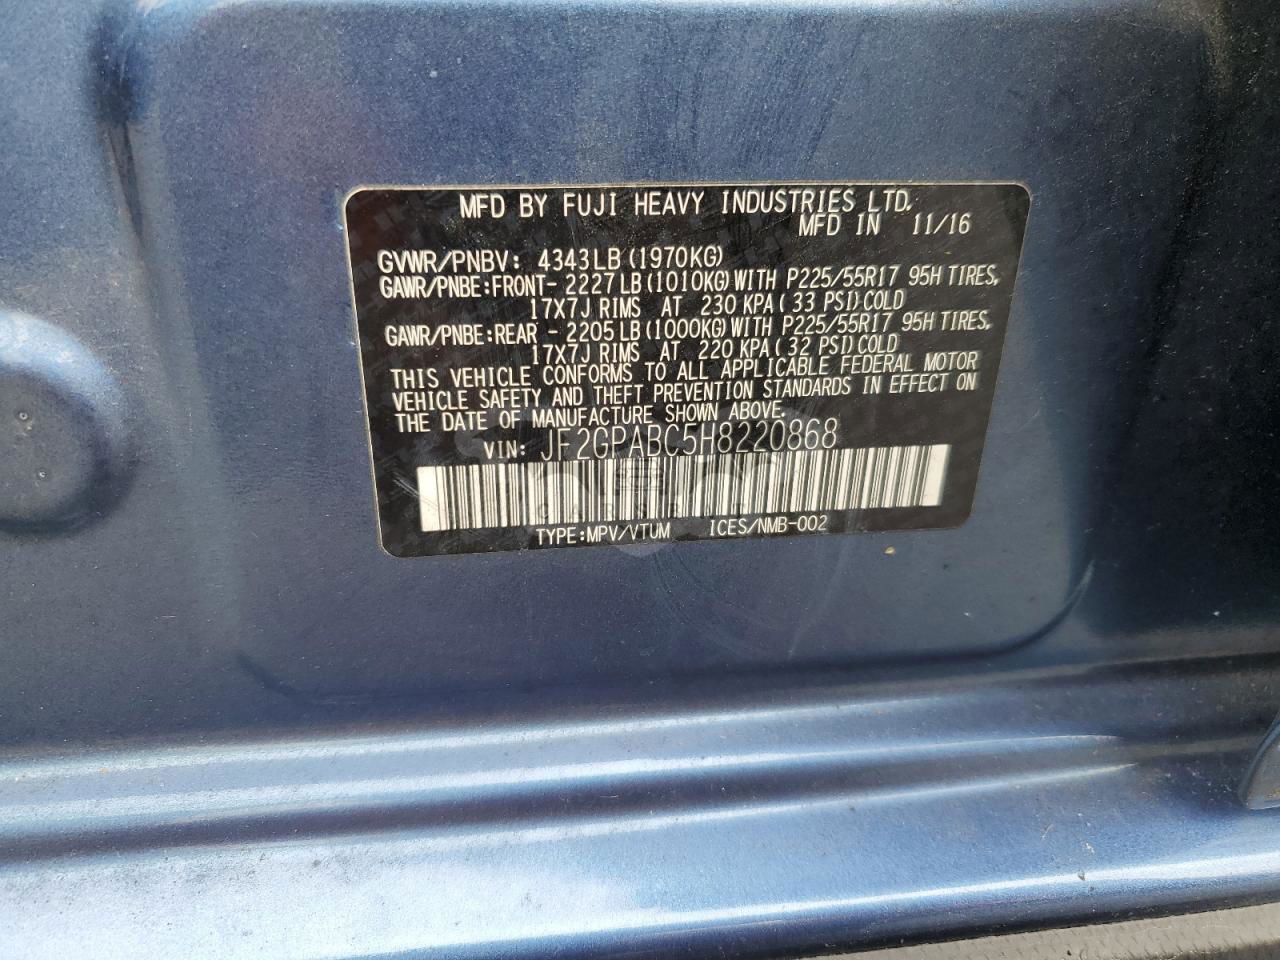 MFD BY FUJI HEAVY INDUSTRIES LTD.
MFD IN 11/16
GVWR/PNBV: 4343LB(1970KG)
GAWR/PNBE:FRONT- 2227LB(1010KG)WITH P225/55R17 95H TIRES,
17X7J RIMS AT 230 KPA(33 PSI)COLD
GAWR/PNBE:REAR - 2205LB(1000KG)WITH P225/55R17 95H TIRES,
17X7J RIMS AT 220 KPA(32 PSI)COLD
THIS VEHICLE CONFORMS TO ALL APPLICABLE FEDERAL MOTOR
VEHICLE SAFETY AND THEFT PREVENTION STANDARDS IN EFFECT ON
THE DATE OF MANUFACTURE SHOWN ABOVE.
VIN: JF2GPABC5H8220868
TYPE:MPV/VTUM ICES/NMB-002